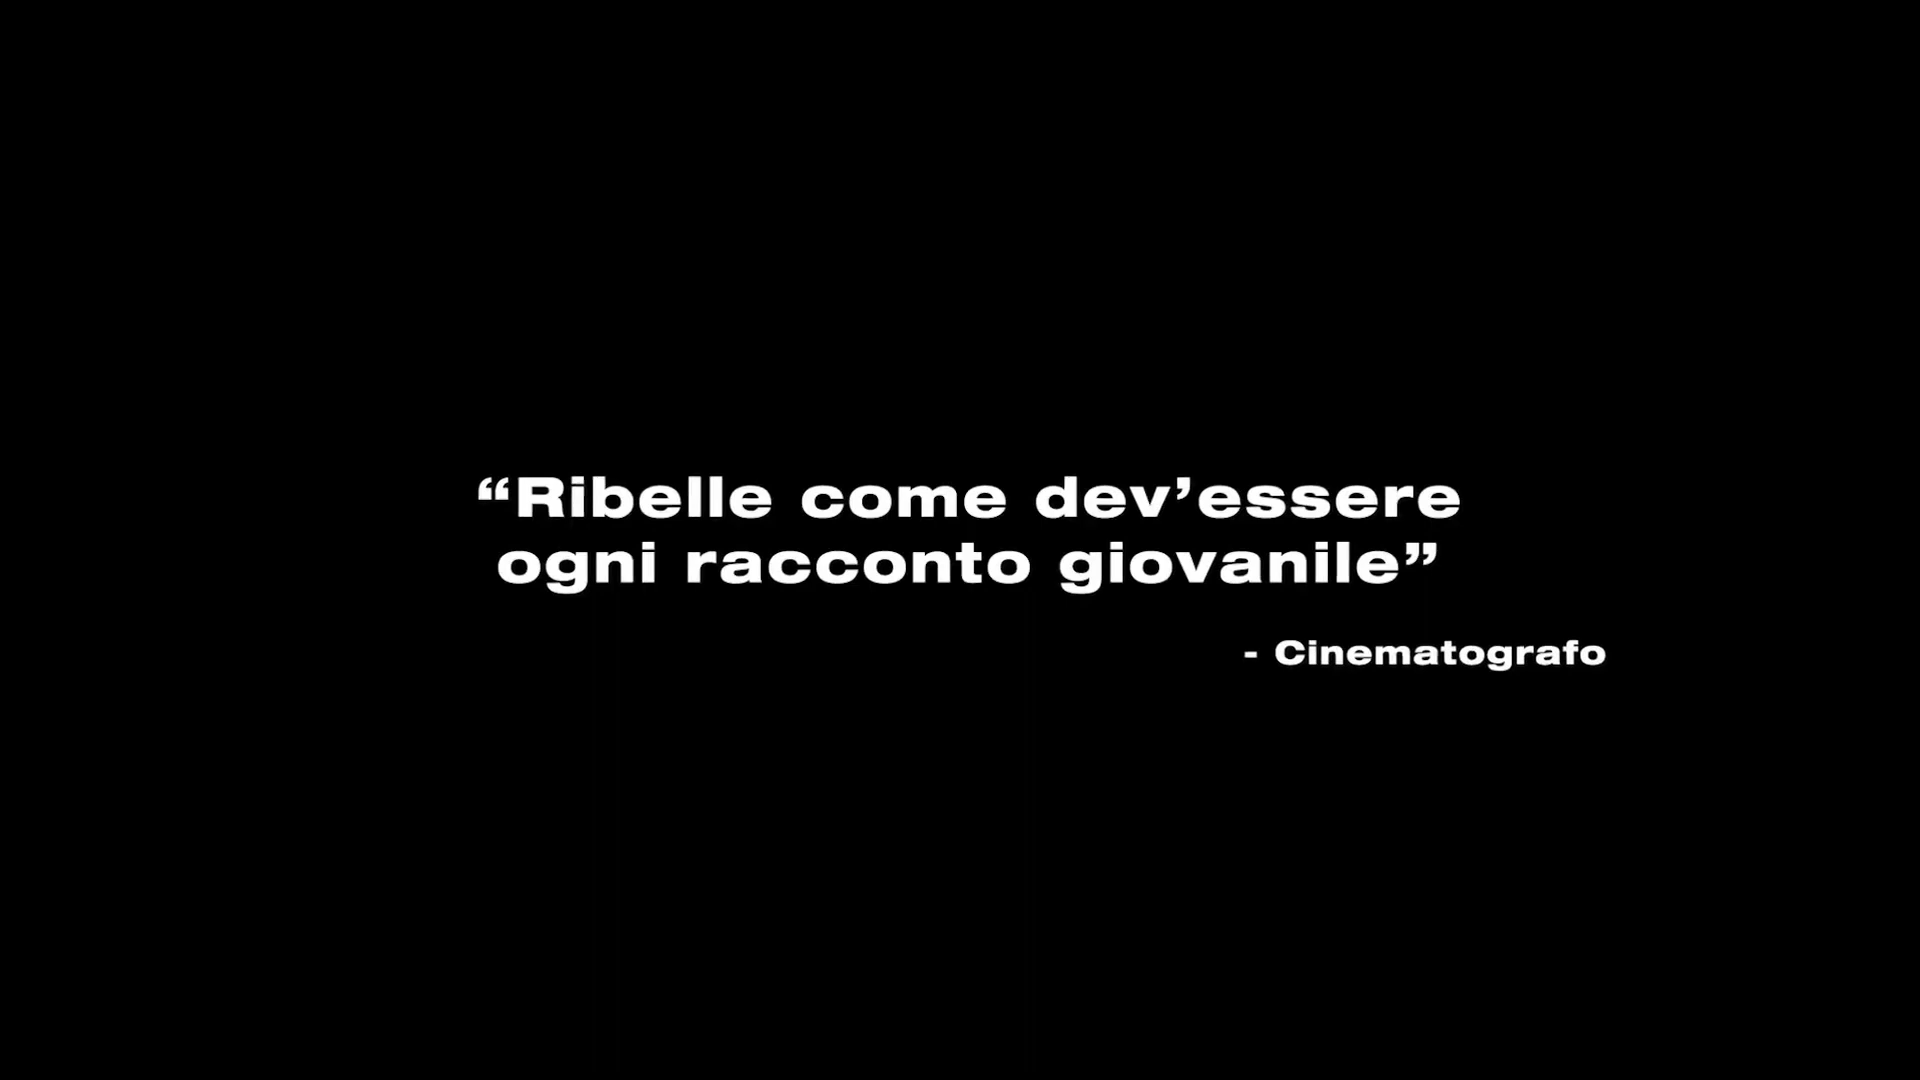 “Ribelle come dev’essere
ogni racconto giovanile”
- Cinematografo